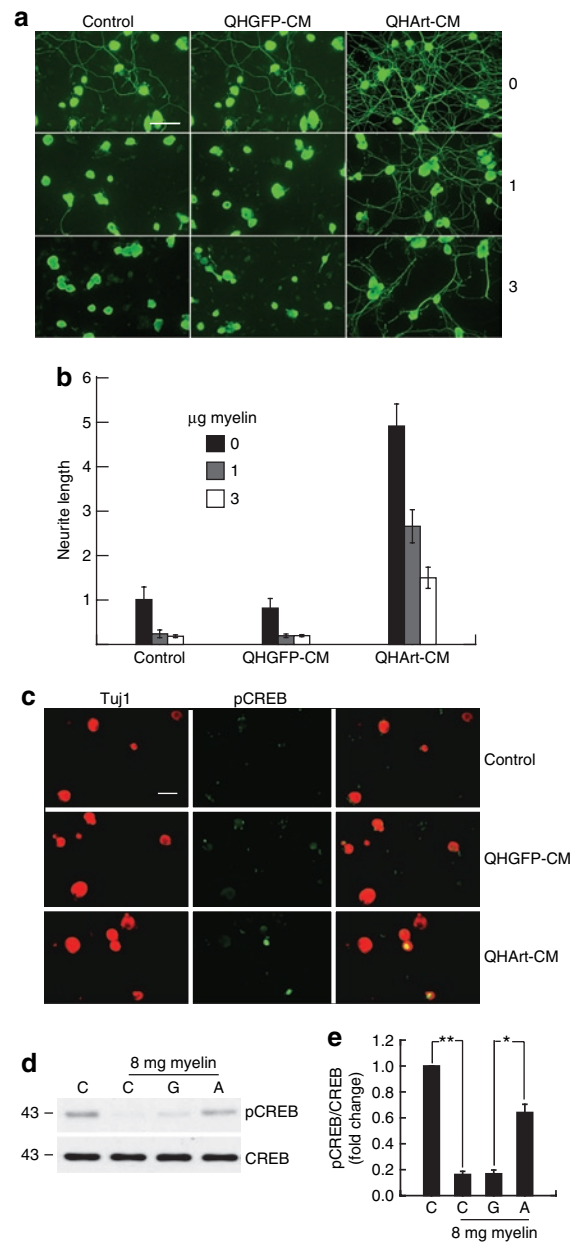 a
Control QHGFP-CM QHArt-CM
0
1
3
b
6
5
4
3
2
1
Neurite length
μg myelin
0
1
3
Control QHGFP-CM QHArt-CM
c
Tuj1 pCREB
Control
QHGFP-CM
QHArt-CM
d
8 mg myelin
C C G A
43 pCREB
43 CREB
e
** *
1.2
1.0
0.8
0.6
0.4
0.2
0.0
pCREB/CREB
(fold change)
C C G A
8 mg myelin